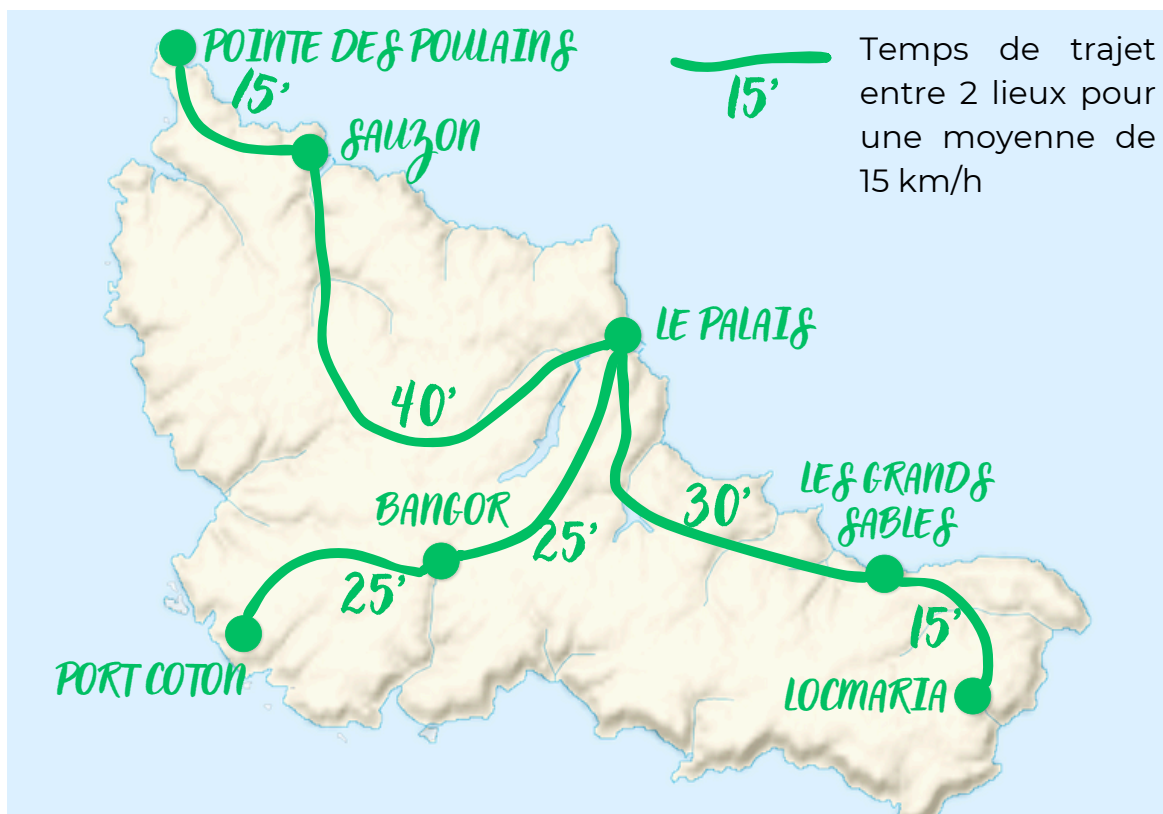 POINTE DES POULAINS
15'
SAUZON
15'
Temps de trajet
entre 2 lieux pour
une moyenne de
15 km/h
LE PALAIS
40'
BANGOR
25'
25'
PORT COTON
30'
LES GRANDS
SABLES
15'
LOCMARIA